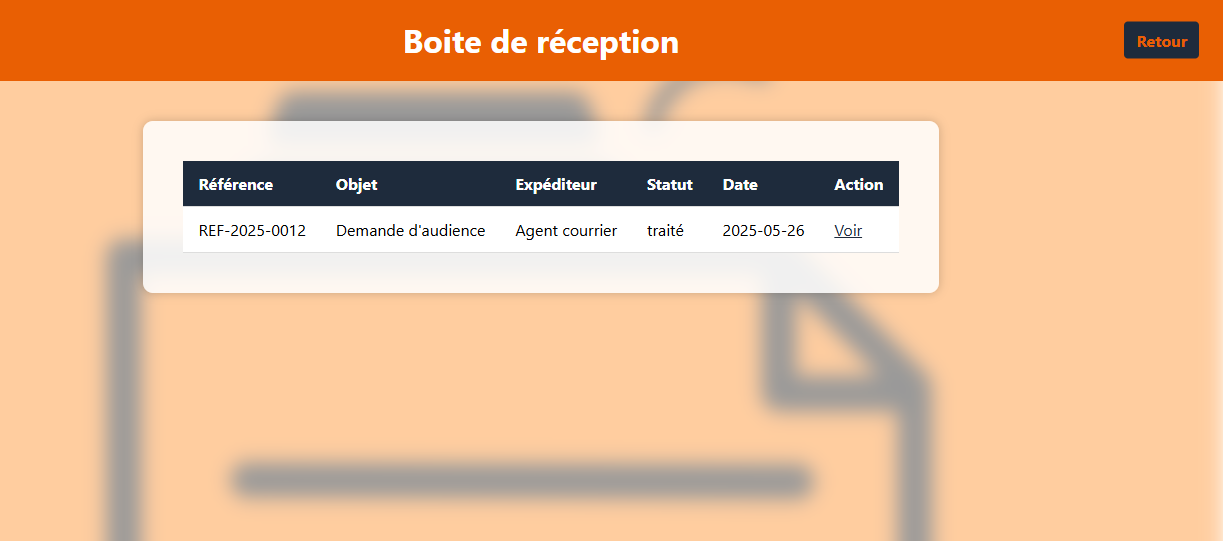 Boite de réception
Retour
Référence Objet Expéditeur Statut Date Action
REF-2025-0012 Demande d'audience Agent courrier traité 2025-05-26 Voir